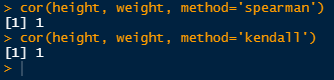 > cor(height, weight, method='spearman')
[1] 1
> cor(height, weight, method='kendall')
[1] 1
>